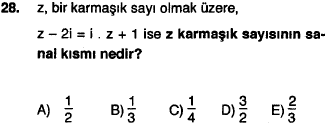 28. z, bir karmaşık sayı olmak üzere,
z – 2i = i . z + 1 ise z karmaşık sayısının sa-
nal kısmı nedir?
A) 1/2 B) 1/3 C) 1/4 D) 3/2 E) 2/3